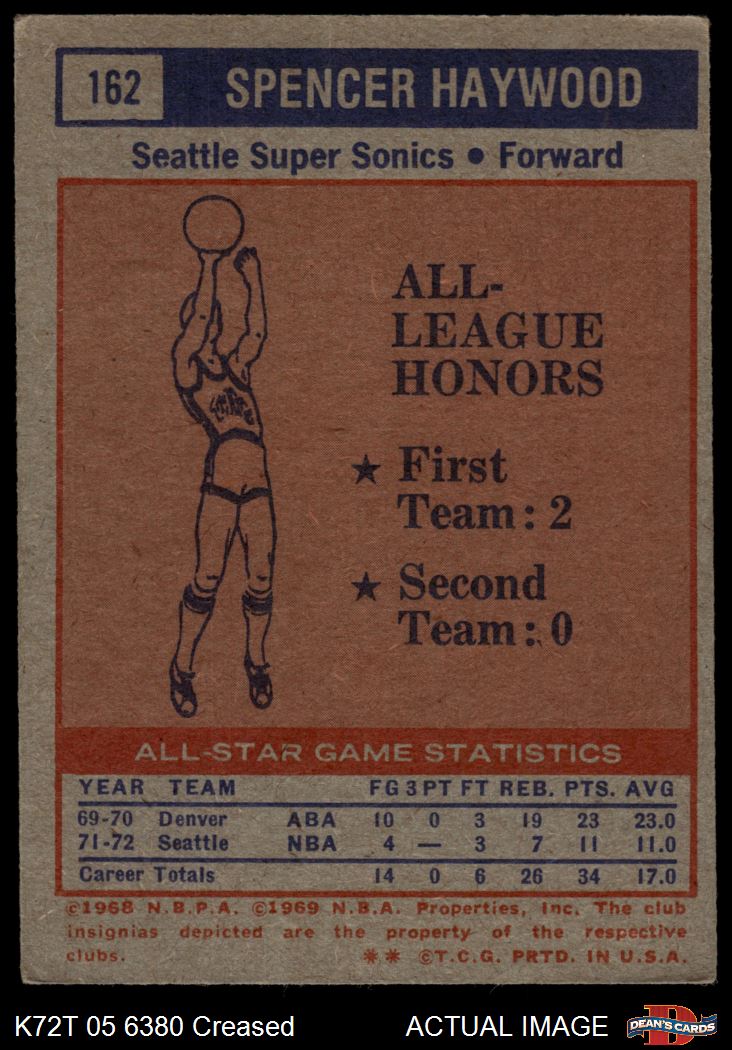 162 SPENCER HAYWOOD
Seattle Super Sonics • Forward
ALL-
LEAGUE
HONORS
★ First
Team: 2
★ Second
Team: 0
ALL-STAR GAME STATISTICS
YEAR TEAM FG 3PT FT REB. PTS. AVG
69-70 Denver ABA 10 0 3 19 23 23.0
71-72 Seattle NBA 4 — 3 7 11 11.0
Career Totals 14 0 6 26 34 17.0
©1968 N.B.P.A. ©1969 N.B.A. Properties, Inc. The club
insignias depicted are the property of the respective
clubs. ** ©T.C.G. PRTD. IN U.S.A.
K72T 05 6380 Creased ACTUAL IMAGE DEAN'S CARDS